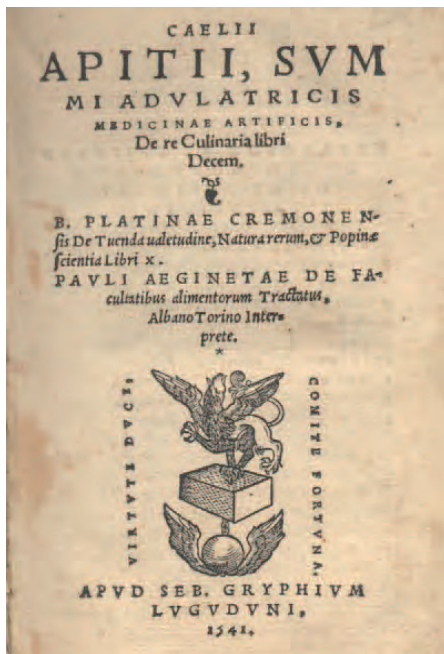 CAELII
APITII, SVM
MI ADVLATRICIS
MEDICINAE ARTIFICIS,
De re Culinaria libri
Decem.
B. PLATINAE CREMONEN-
sis De Tuenda ualetudine, Natura rerum, & Popinæ
scientia Libri x.
PAVLI AEGINETAE DE FA-
cultatibus alimentorum Tractatus,
Albano Torino Inter-
prete.
*
VIRTVTE DVCE,
COMITE FORTVNA.
APVD SEB. GRYPHIVM
LVGVDVNI,
1541.